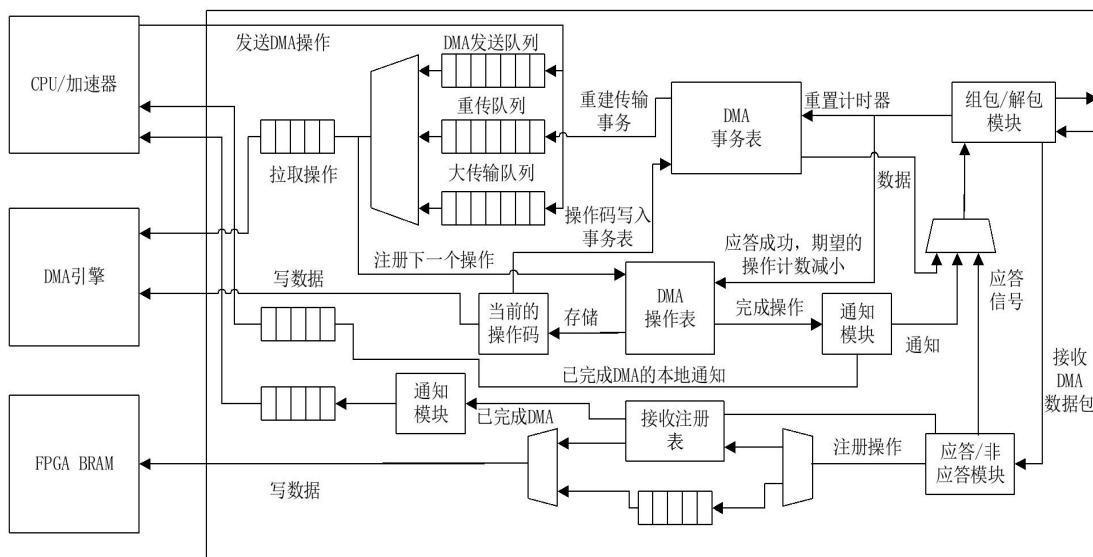 发送DMA操作
DMA发送队列
CPU/加速器
重传队列
重建传输
事务
DMA
事务表
重置计时器
组包/解包
模块
拉取操作
大传输队列
数据
操作码写入
事务表
DMA引擎
注册下一个操作
应答成功，期望的
操作计数减小
应答
信号
写数据
当前的
操作码
存储
DMA
操作表
完成操作
通知
模块
通知
已完成DMA的本地通知
接收
DMA
数据包
通知
模块
已完成DMA
接收注册
表
注册操作
应答/非
应答模块
FPGA BRAM
写数据